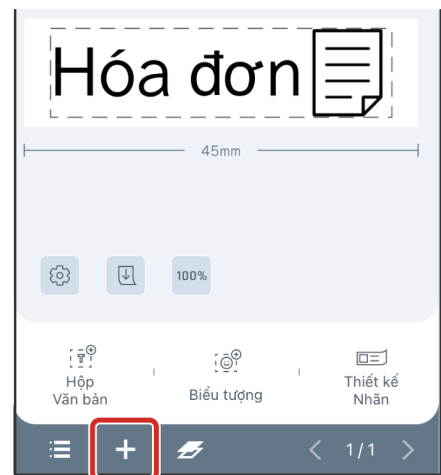 Hóa đơn
45mm
100%
Hộp
Văn bản
Biểu tượng
Thiết kế
Nhãn
1/1